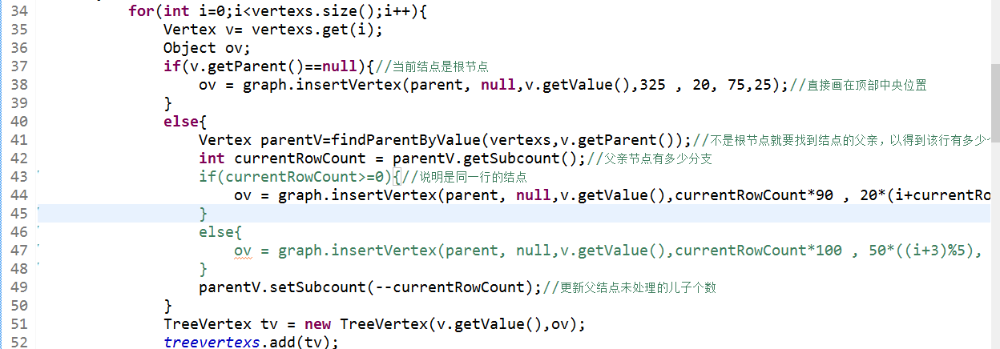 34 for(int i=0;i<vertexs.size();i++){
35 Vertex v= vertexs.get(i);
36 Object ov;
37 if(v.getParent()==null){//当前结点是根节点
38 ov = graph.insertVertex(parent, null,v.getValue(),325 , 20, 75,25);//直接画在顶部中央位置
39 }
40 else{
41 Vertex parentV=findParentByValue(vertexs,v.getParent());//不是根节点就要找到结点的父亲，以得到该行有多少
42 int currentRowCount = parentV.getSubcount();//父亲节点有多少分支
43 if(currentRowCount>=0){//说明是同一行的结点
44 ov = graph.insertVertex(parent, null,v.getValue(),currentRowCount*90 , 20*(i+currentRo
45 }
46 else{
47 ov = graph.insertVertex(parent, null,v.getValue(),currentRowCount*100 , 50*((i+3)%5),
48 }
49 parentV.setSubcount(--currentRowCount);//更新父结点未处理的儿子个数
50 }
51 TreeVertex tv = new TreeVertex(v.getValue(),ov);
52 treevertexs.add(tv);